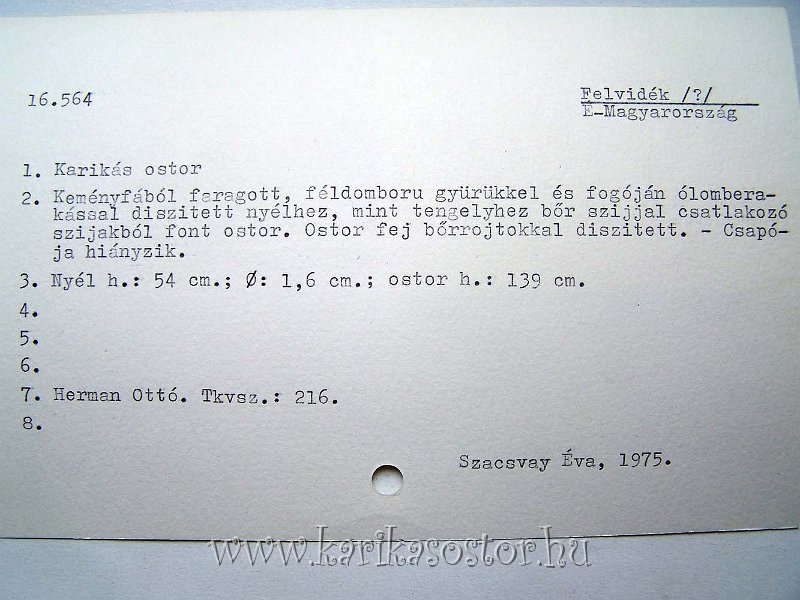 16.564
Felvidék /?/
É-Magyarország
1. Karikás ostor
2. Keményfából faragott, féldomboru gyürükkel és fogóján ólombera-
kással diszitett nyélhez, mint tengelyhez bőr szijjal csatlakozó
szijakból font ostor. Ostor fej bőrrojtokkal diszitett. - Csapó-
ja hiányzik.
3. Nyél h.: 54 cm.; Ø: 1,6 cm.; ostor h.: 139 cm.
4.
5.
6.
7. Herman Ottó. Tkvsz.: 216.
8.
Szacsvay Éva, 1975.
www.karikasostor.hu